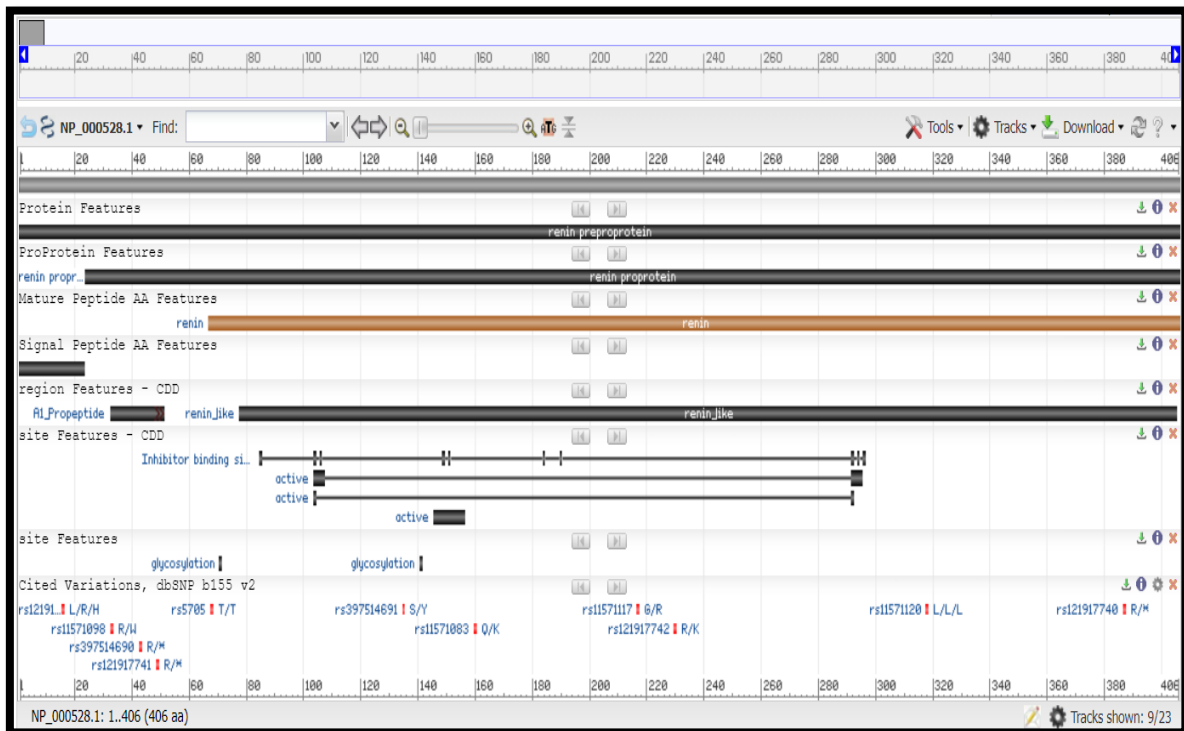 20 40 60 80 100 120 140 160 180 200 220 240 260 280 300 320 340 360 380 40
NP_000528.1 Find: ATG Tools Tracks Download ?
1 20 40 60 80 100 120 140 160 180 200 220 240 260 280 300 320 340 360 380 406
Protein Features
renin preproprotein
ProProtein Features
renin propr... renin proprotein
Mature Peptide AA Features
renin renin
Signal Peptide AA Features
region Features - CDD
A1_Propeptide renin_like renin_like
site Features - CDD
Inhibitor binding si...
active
active
active
site Features
glycosylation glycosylation
Cited Variations, dbSNP b155 v2
rs12191... L/R/H rs5705 T/T rs397514691 S/Y rs11571117 G/R rs11571120 L/L/L rs121917740 R/*
rs11571098 R/W rs11571083 Q/K rs121917742 R/K
rs397514690 R/*
rs121917741 R/*
1 20 40 60 80 100 120 140 160 180 200 220 240 260 280 300 320 340 360 380 406
NP_000528.1: 1..406 (406 aa) Tracks shown: 9/23